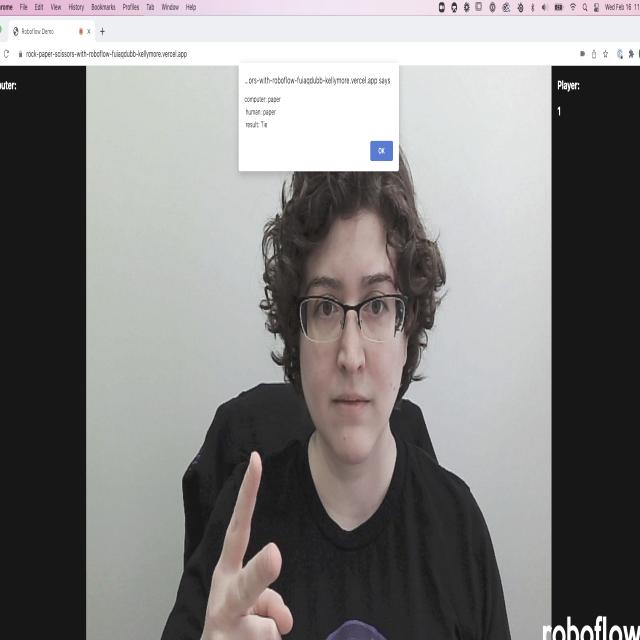 rome File Edit View History Bookmarks Profiles Tab Window Help Wed Feb 16 11
Roboflow Demo
rock-paper-scissors-with-roboflow-fuiaqdubb-kellymore.vercel.app
uter:
Player:
1
...ors-with-roboflow-fuiaqdubb-kellymore.vercel.app says
computer: paper
human: paper
result: Tie
OK
roboflow